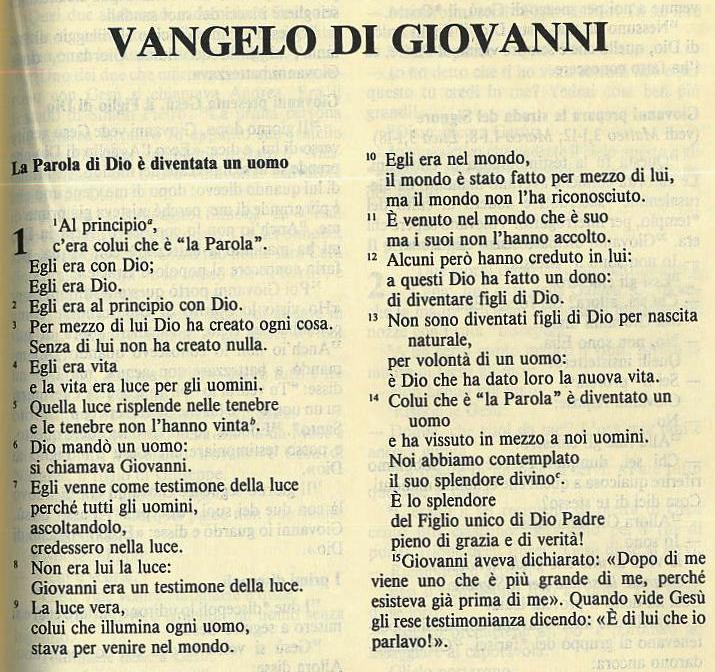 VANGELO DI GIOVANNI
La Parola di Dio è diventata un uomo
1 ¹Al principioᵃ,
c'era colui che è “la Parola”.
Egli era con Dio;
Egli era Dio.
² Egli era al principio con Dio.
³ Per mezzo di lui Dio ha creato ogni cosa.
Senza di lui non ha creato nulla.
⁴ Egli era vita
e la vita era luce per gli uomini.
⁵ Quella luce risplende nelle tenebre
e le tenebre non l'hanno vintaᵇ.
⁶ Dio mandò un uomo:
si chiamava Giovanni.
⁷ Egli venne come testimone della luce
perché tutti gli uomini,
ascoltandolo,
credessero nella luce.
⁸ Non era lui la luce:
Giovanni era un testimone della luce.
⁹ La luce vera,
colui che illumina ogni uomo,
stava per venire nel mondo.
¹⁰ Egli era nel mondo,
il mondo è stato fatto per mezzo di lui,
ma il mondo non l'ha riconosciuto.
¹¹ È venuto nel mondo che è suo
ma i suoi non l'hanno accolto.
¹² Alcuni però hanno creduto in lui:
a questi Dio ha fatto un dono:
di diventare figli di Dio.
¹³ Non sono diventati figli di Dio per nascita
naturale,
per volontà di un uomo:
è Dio che ha dato loro la nuova vita.
¹⁴ Colui che è “la Parola” è diventato un
uomo
e ha vissuto in mezzo a noi uomini.
Noi abbiamo contemplato
il suo splendore divinoᶜ.
È lo splendore
del Figlio unico di Dio Padre
pieno di grazia e di verità!
¹⁵Giovanni aveva dichiarato: «Dopo di me
viene uno che è più grande di me, perché
esisteva già prima di me». Quando vide Gesù
gli rese testimonianza dicendo: «È di lui che io
parlavo!».